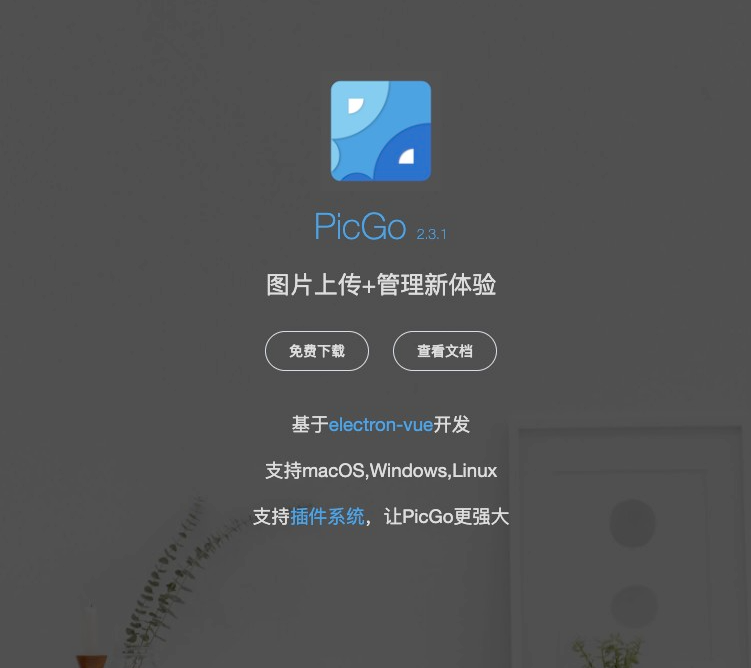 PicGo 2.3.1
图片上传+管理新体验
免费下载 查看文档
基于electron-vue开发
支持macOS,Windows,Linux
支持插件系统，让PicGo更强大